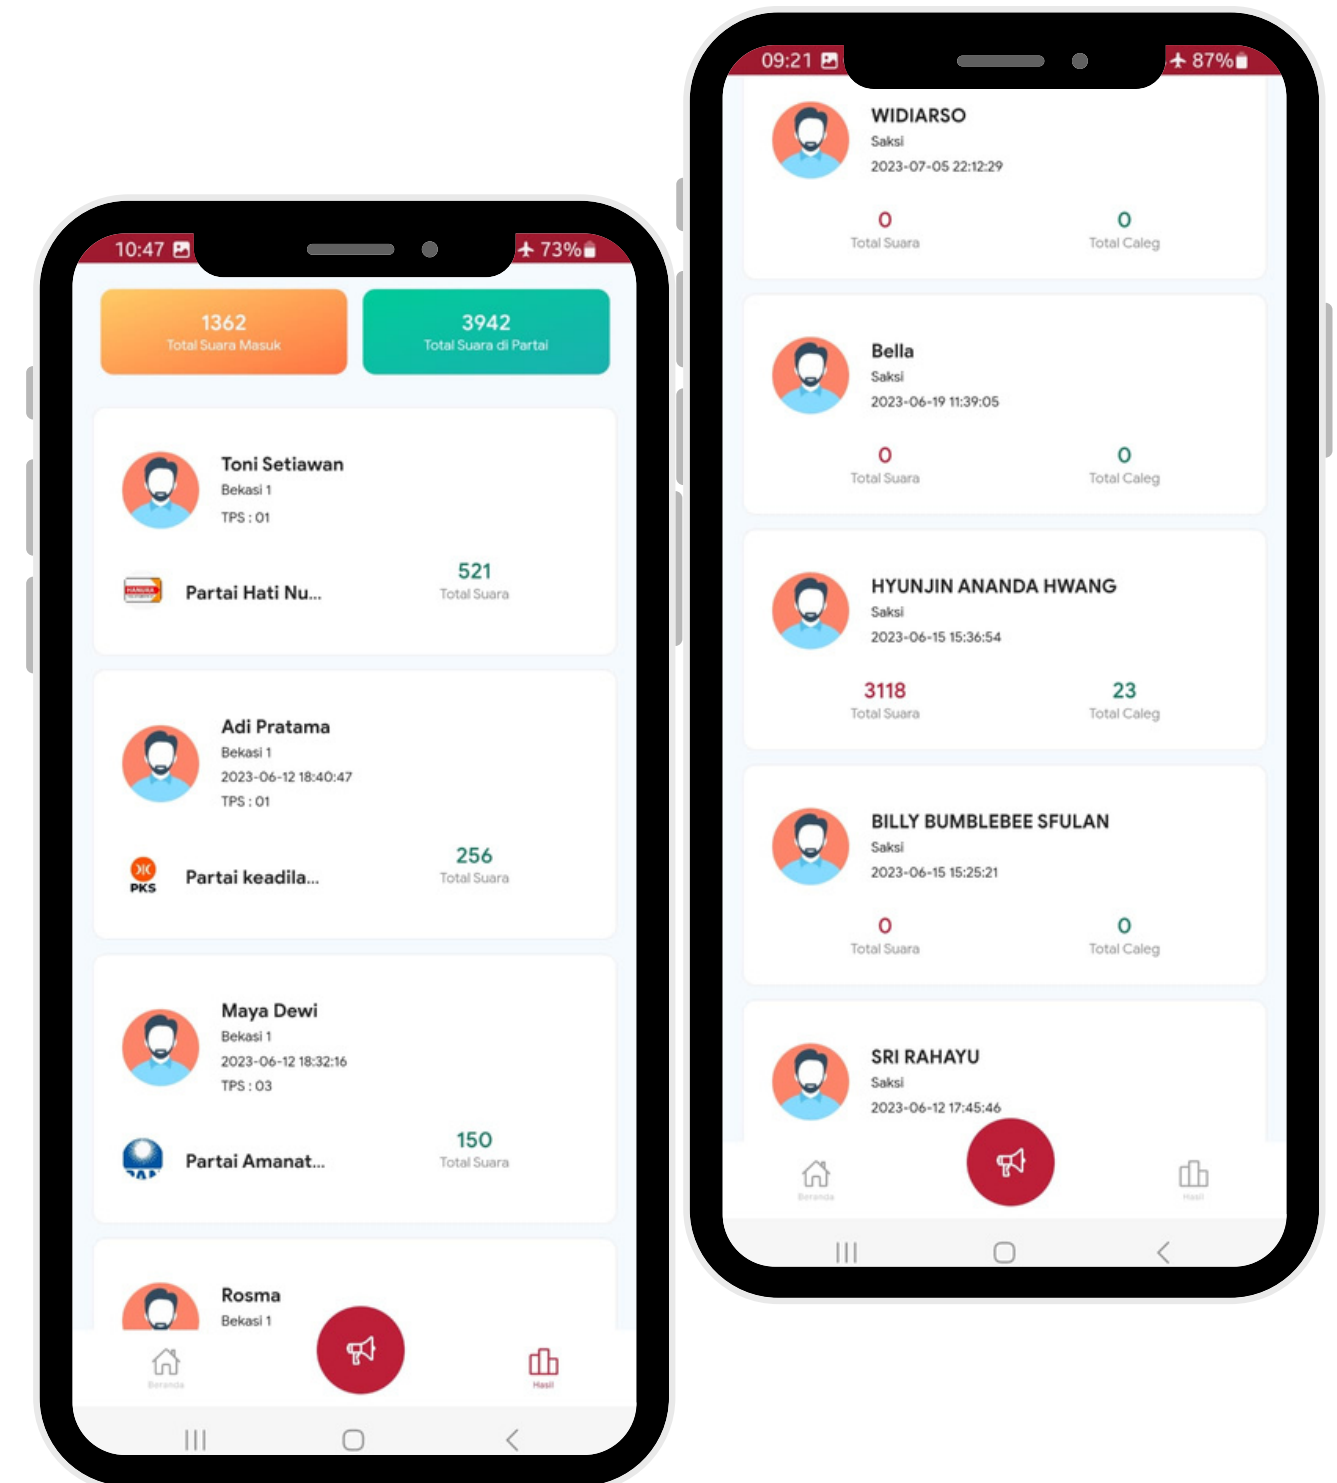 10:47
73%
1362
Total Suara Masuk
3942
Total Suara di Partai
Toni Setiawan
Bekasi 1
TPS : 01
HANURA
Partai Hati Nu...
521
Total Suara
Adi Pratama
Bekasi 1
2023-06-12 18:40:47
TPS : 01
PKS
Partai keadila...
256
Total Suara
Maya Dewi
Bekasi 1
2023-06-12 18:32:16
TPS : 03
PAN
Partai Amanat...
150
Total Suara
Rosma
Bekasi 1
Beranda
Hasil
09:21
87%
WIDIARSO
Saksi
2023-07-05 22:12:29
0
Total Suara
0
Total Caleg
Bella
Saksi
2023-06-19 11:39:05
0
Total Suara
0
Total Caleg
HYUNJIN ANANDA HWANG
Saksi
2023-06-15 15:36:54
3118
Total Suara
23
Total Caleg
BILLY BUMBLEBEE SFULAN
Saksi
2023-06-15 15:25:21
0
Total Suara
0
Total Caleg
SRI RAHAYU
Saksi
2023-06-12 17:45:46
Beranda
Hasil